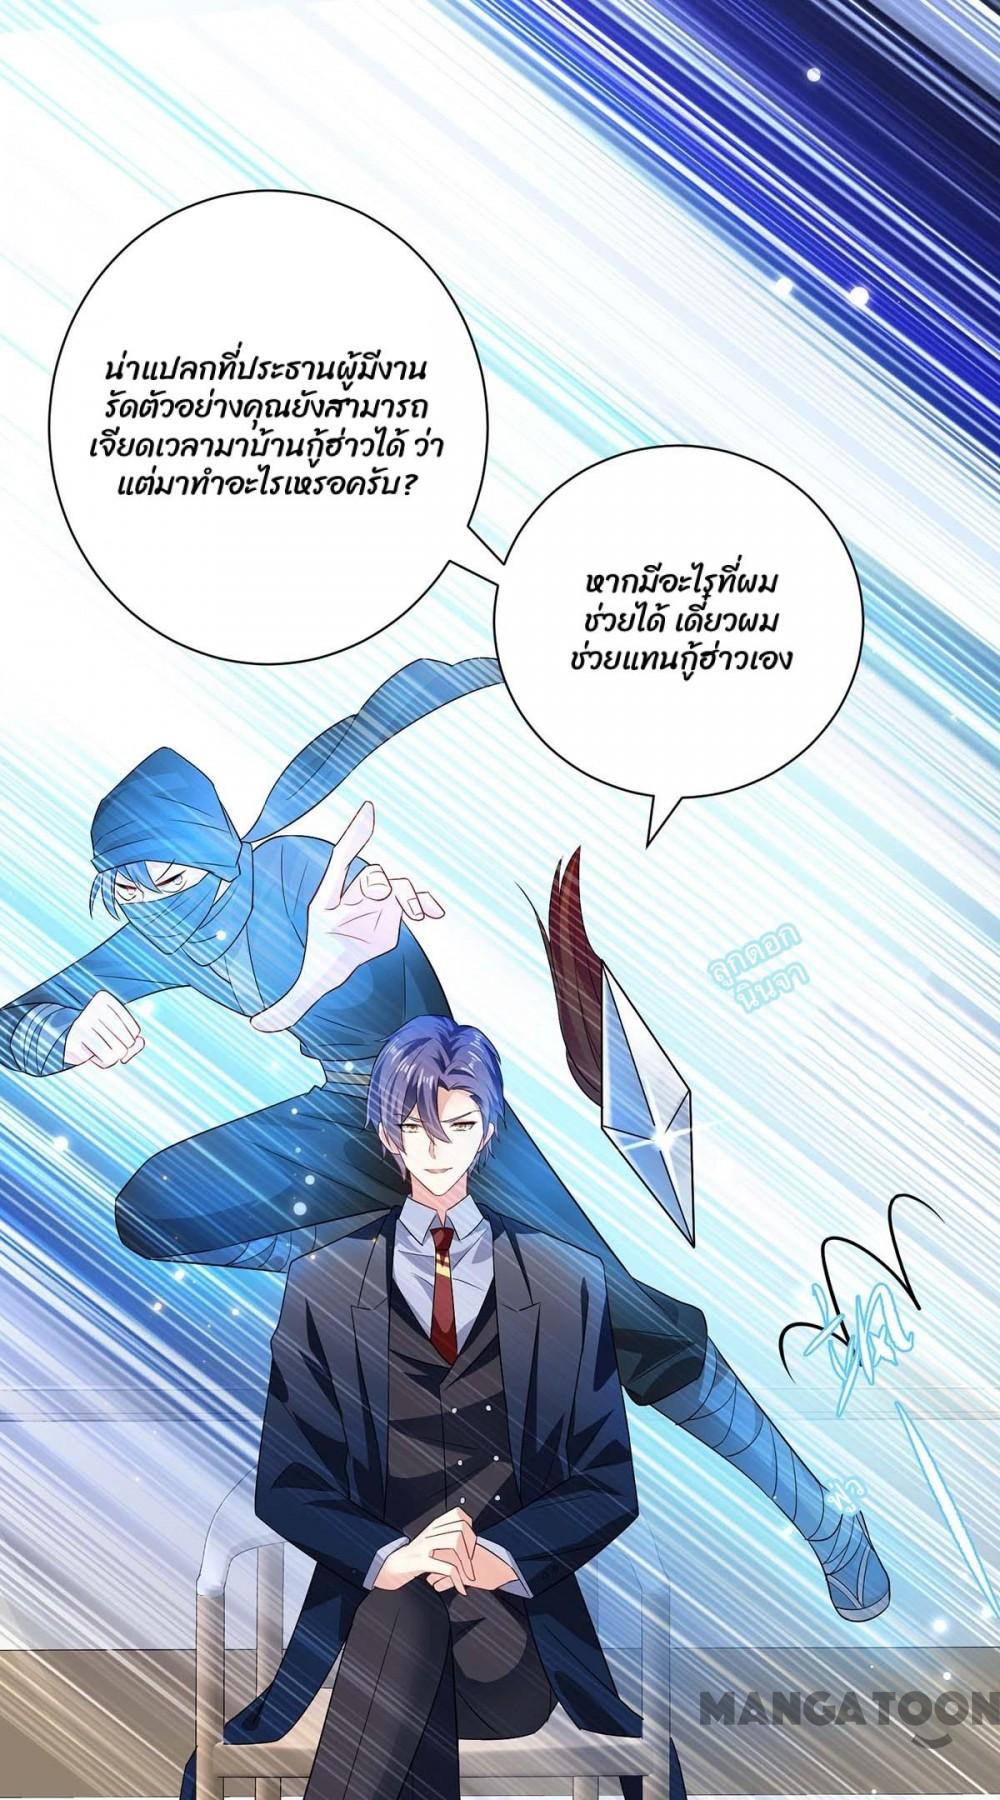 น่าแปลกที่ประธานผู้มีงาน
รัดตัวอย่างคุณยังสามารถ
เจียดเวลามาบ้านกู้ฮ่าวได้ ว่า
แต่มาทำอะไรเหรอครับ?
หากมีอะไรที่ผม
ช่วยได้ เดี๋ยวผม
ช่วยแทนกู้ฮ่าวเอง
ลูกดอก
นินจา
飙
ฟู่ว
MANGATOON